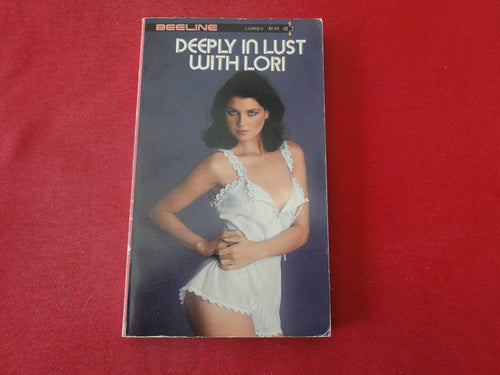 BEELINE
DEEPLY IN LUST
WITH LORI